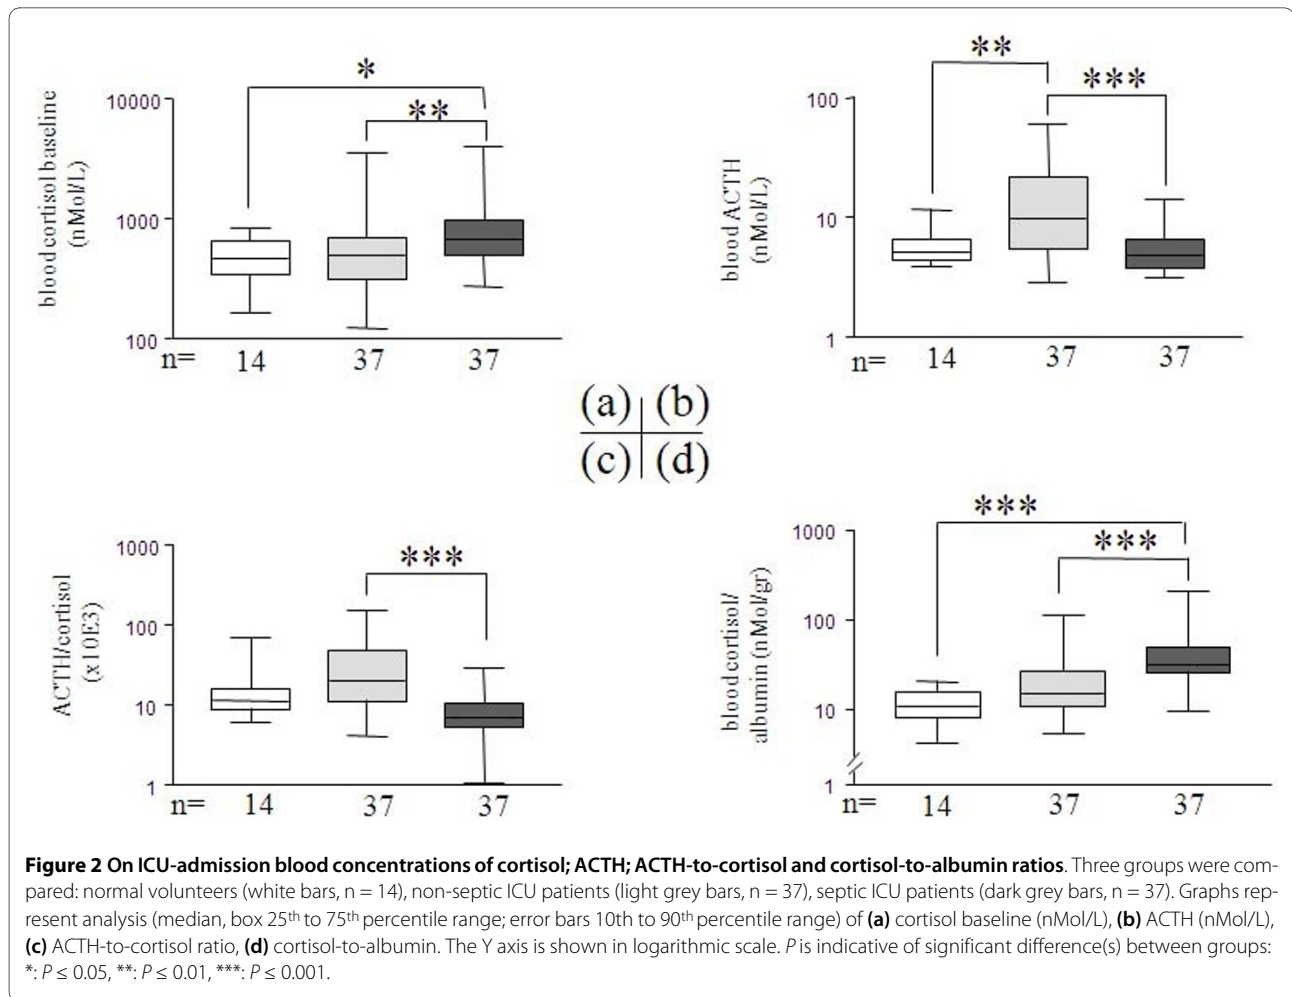 *
**
10000
1000
100
blood cortisol baseline
(nMol/L)
n= 14 37 37
**
***
100
10
1
blood ACTH
(nMol/L)
n= 14 37 37
(a) (b)
(c) (d)
***
1000
100
10
1
ACTH/cortisol
(x10E3)
n= 14 37 37
***
***
1000
100
10
1
blood cortisol/
albumin (nMol/gr)
n= 14 37 37
Figure 2 On ICU-admission blood concentrations of cortisol; ACTH; ACTH-to-cortisol and cortisol-to-albumin ratios. Three groups were com-
pared: normal volunteers (white bars, n = 14), non-septic ICU patients (light grey bars, n = 37), septic ICU patients (dark grey bars, n = 37). Graphs rep-
resent analysis (median, box 25th to 75th percentile range; error bars 10th to 90th percentile range) of (a) cortisol baseline (nMol/L), (b) ACTH (nMol/L),
(c) ACTH-to-cortisol ratio, (d) cortisol-to-albumin. The Y axis is shown in logarithmic scale. P is indicative of significant difference(s) between groups:
*: P ≤ 0.05, **: P ≤ 0.01, ***: P ≤ 0.001.